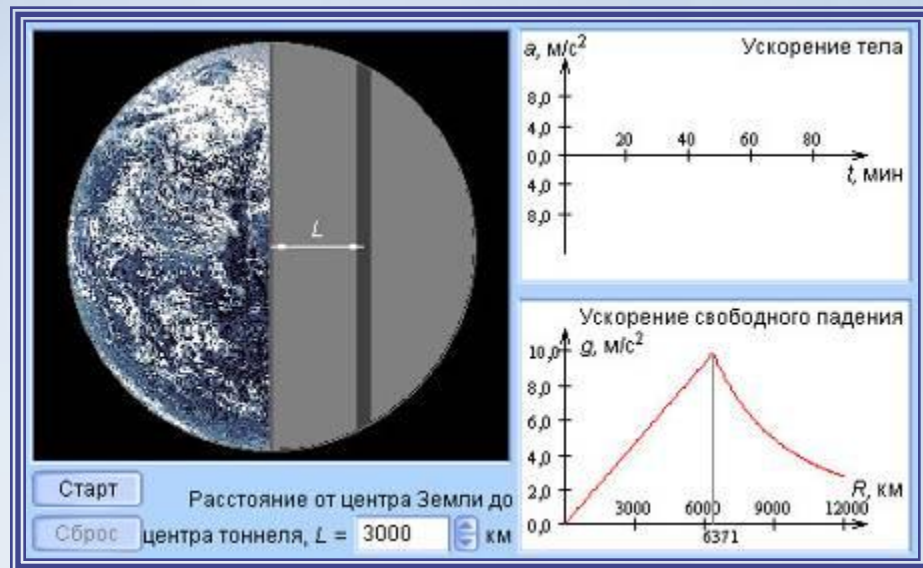 L
Старт
Сброс
Расстояние от центра Земли до
центра тоннеля, L = 3000 км
a, м/с²
Ускорение тела
8,0
4,0
0,0
4,0
8,0
20 40 60 80
t, мин
Ускорение свободного падения
g, м/с²
10,0
8,0
6,0
4,0
2,0
0,0
R, км
3000 6000 9000 12000
6371